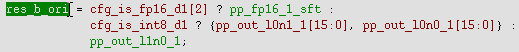 res_b_ori = cfg_is_fp16_d1[2] ? pp_fp16_1_sft :
cfg_is_int8_d1 ? {pp_out_l0n1_1[15:0], pp_out_l0n0_1[15:0]} :
pp_out_l1n0_1;